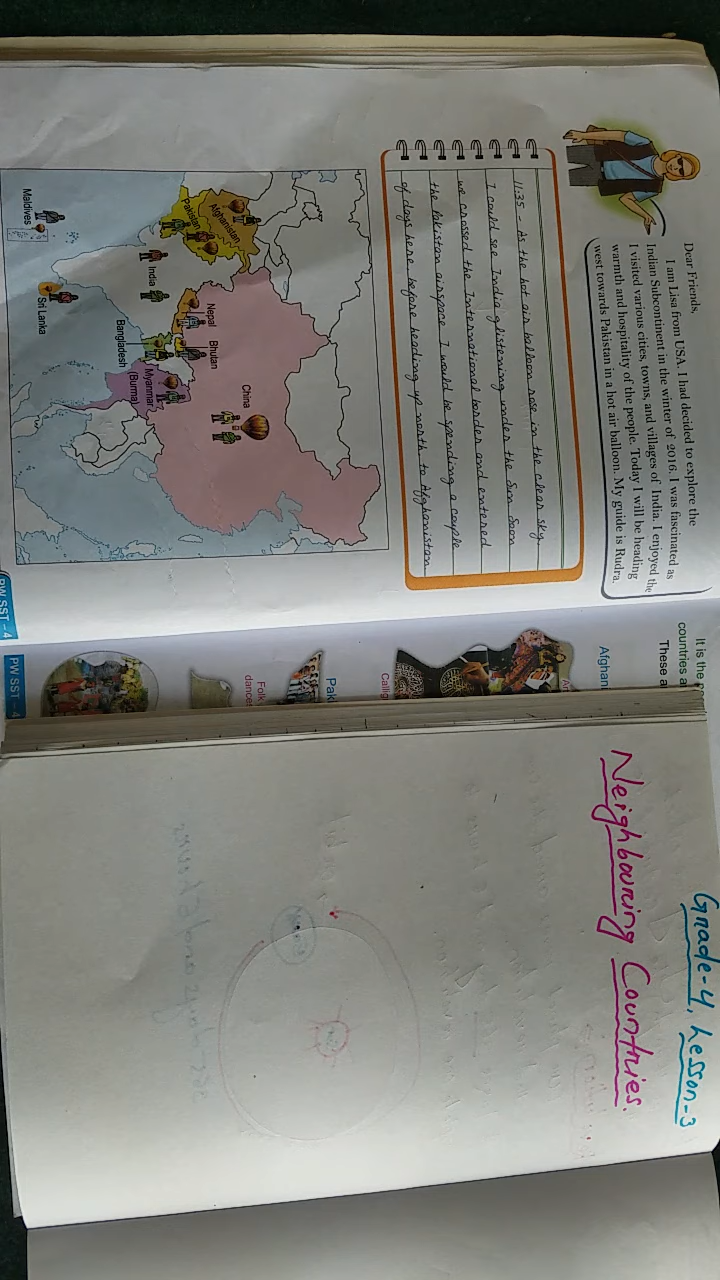 Dear Friends,
I am Lisa from USA. I had decided to explore the
Indian Subcontinent in the winter of 2016. I was fascinated as
I visited various cities, towns, and villages of India. I enjoyed the
warmth and hospitality of the people. Today I will be heading
west towards Pakistan in a hot air balloon. My guide is Rudra.
11:35 - As the hot air balloon rose in the clear sky
I could see India glistening under the Sun. Soon
we crossed the International border and entered
the Pakistan airspace. I would be spending a couple
of days here before heading up north to Afghanistan
Afghanistan
Pakistan
China
Nepal
Bhutan
India
Bangladesh
Myanmar
(Burma)
Maldives
Sri Lanka
PW SST - 4
It is the
countries
These
Afghan
Calli
Pak
Folk
dance
PW SST - 4
Grade-4, Lesson-3
Neighbouring Countries.